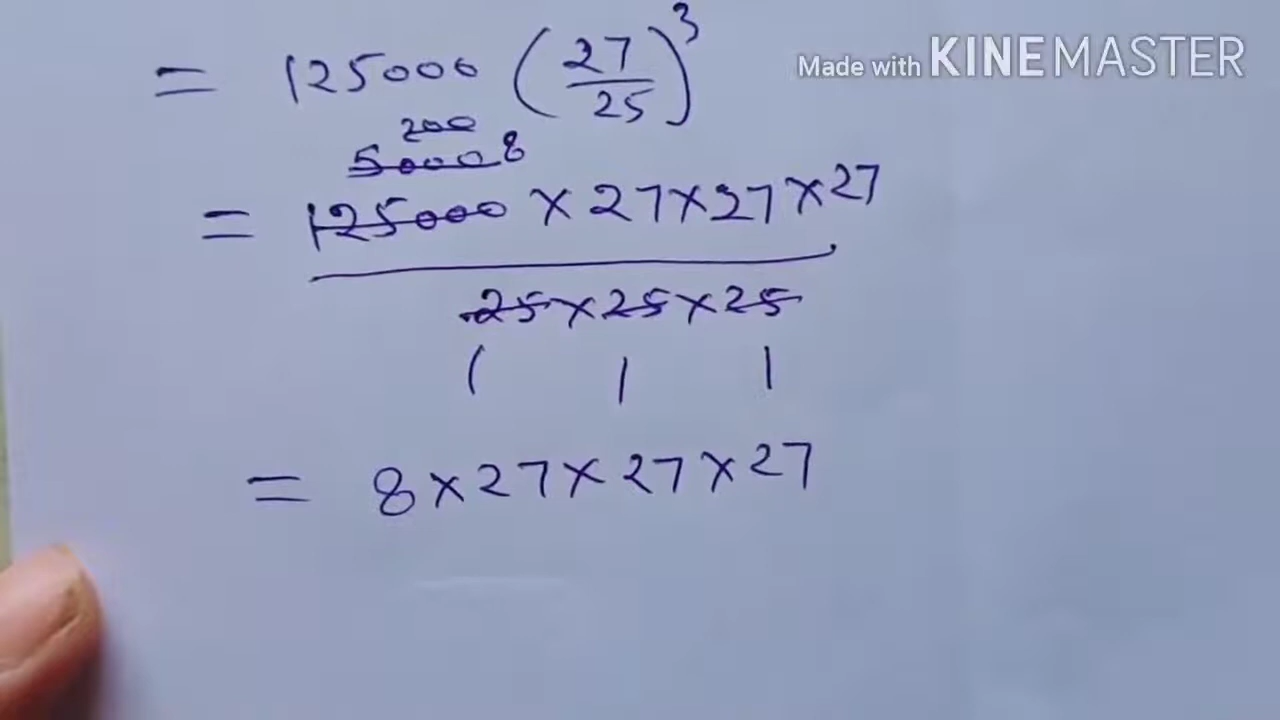 Made with KINEMASTER
= 125000 (27/25)³
200
5000 8
= 125000 × 27 × 27 × 27
25 × 25 × 25
1 1 1
= 8 × 27 × 27 × 27